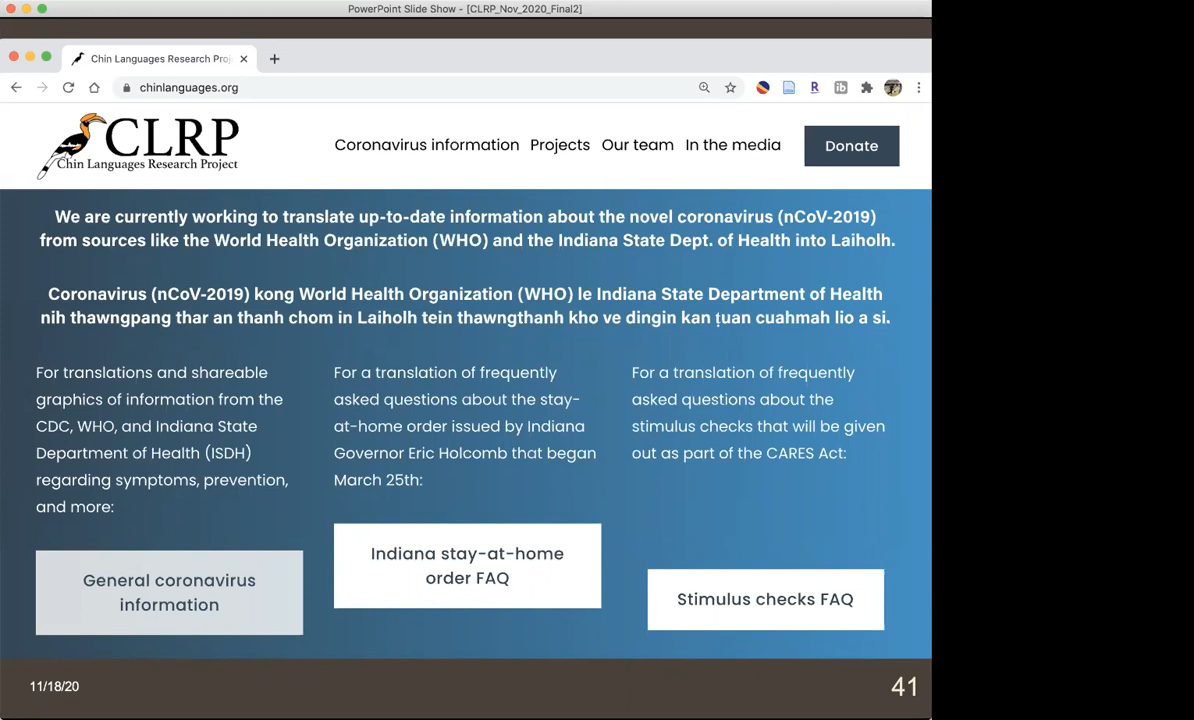 PowerPoint Slide Show - [CLRP_Nov_2020_Final2]
Chin Languages Research Proj
chinlanguages.org
CLRP
Chin Languages Research Project
Coronavirus information Projects Our team In the media Donate
We are currently working to translate up-to-date information about the novel coronavirus (nCoV-2019)
from sources like the World Health Organization (WHO) and the Indiana State Dept. of Health into Laiholh.
Coronavirus (nCoV-2019) kong World Health Organization (WHO) le Indiana State Department of Health
nih thawngpang thar an thanh chom in Laiholh tein thawngthanh kho ve dingin kan ṭuan cuahmah lio a si.
For translations and shareable
graphics of information from the
CDC, WHO, and Indiana State
Department of Health (ISDH)
regarding symptoms, prevention,
and more:
General coronavirus
information
For a translation of frequently
asked questions about the stay-
at-home order issued by Indiana
Governor Eric Holcomb that began
March 25th:
Indiana stay-at-home
order FAQ
For a translation of frequently
asked questions about the
stimulus checks that will be given
out as part of the CARES Act:
Stimulus checks FAQ
11/18/20
41